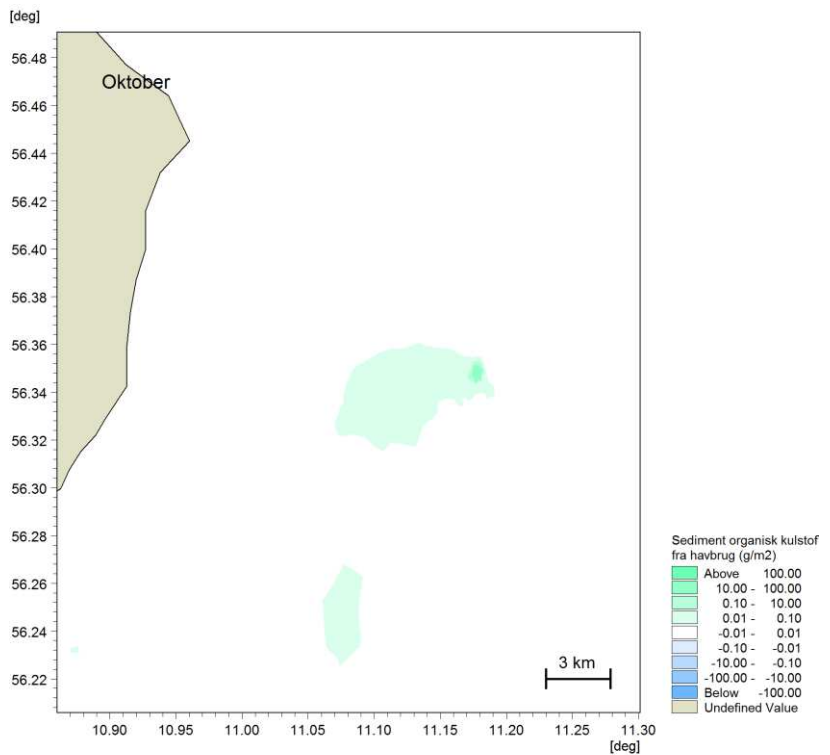 [deg]
56.48
Oktober
56.46
56.44
56.42
56.40
56.38
56.36
56.34
56.32
56.30
56.28
56.26
56.24
56.22
3 km
10.90 10.95 11.00 11.05 11.10 11.15 11.20 11.25 11.30
[deg]
Sediment organisk kulstof
fra havbrug (g/m2)
Above 100.00
10.00 - 100.00
0.10 - 10.00
0.01 - 0.10
-0.01 - 0.01
-0.10 - -0.01
-10.00 - -0.10
-100.00 - -10.00
Below -100.00
Undefined Value